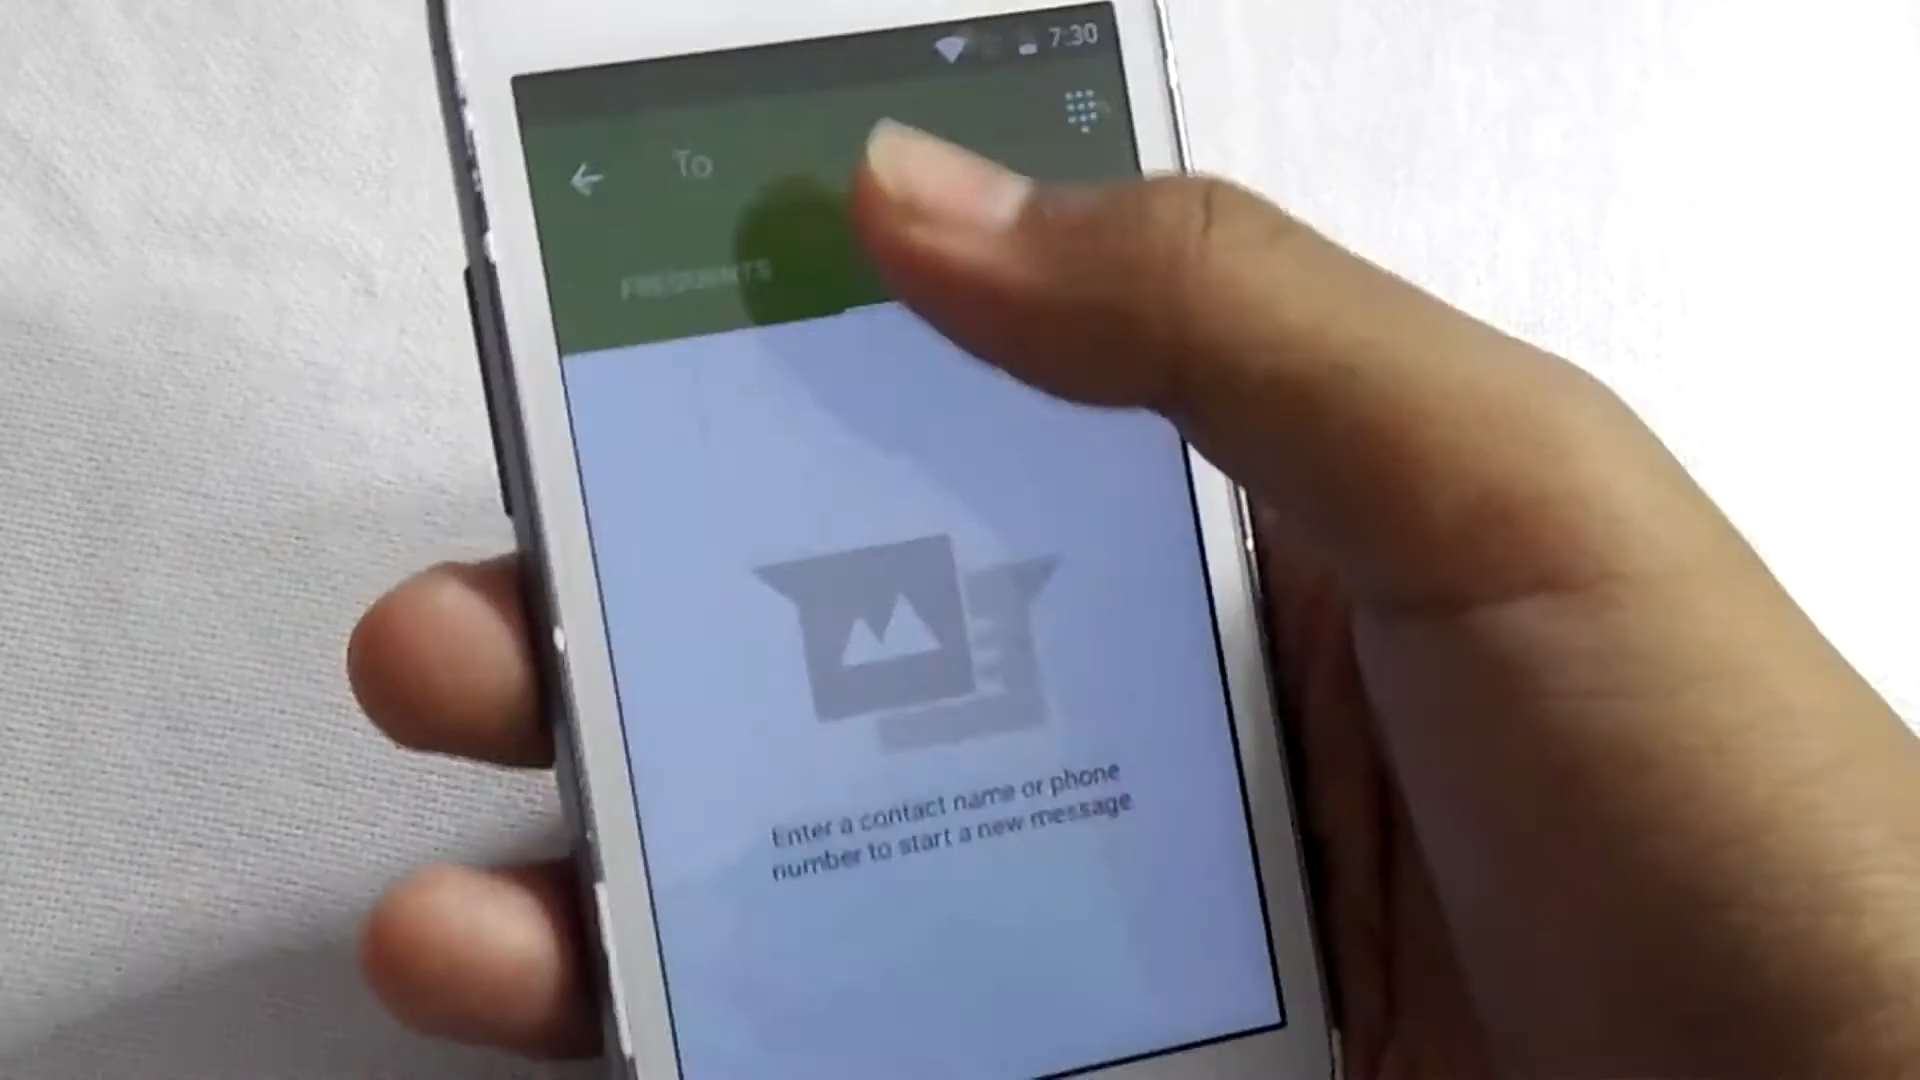 7:30
To
FREQUENTS
Enter a contact name or phone
number to start a new message